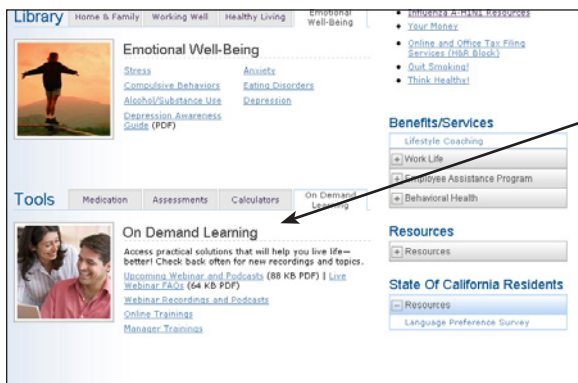 Library
Home & Family
Working Well
Healthy Living
Emotional
Well-Being
Emotional Well-Being
Stress
Anxiety
Compulsive Behaviors
Eating Disorders
Alcohol/Substance Use
Depression
Depression Awareness
Guide (PDF)
Tools
Medication
Assessments
Calculators
On Demand
Learning
On Demand Learning
Access practical solutions that will help you live life—
better! Check back often for new recordings and topics.
Upcoming Webinar and Podcasts (88 KB PDF) | Live
Webinar FAQs (64 KB PDF)
Webinar Recordings and Podcasts
Online Trainings
Manager Trainings
Influenza A-H1N1 Resources
Your Money
Online and Office Tax Filing
Services (H&R Block)
Quit Smoking!
Think Healthy!
Benefits/Services
Lifestyle Coaching
Work Life
Employee Assistance Program
Behavioral Health
Resources
Resources
State Of California Residents
Resources
Language Preference Survey